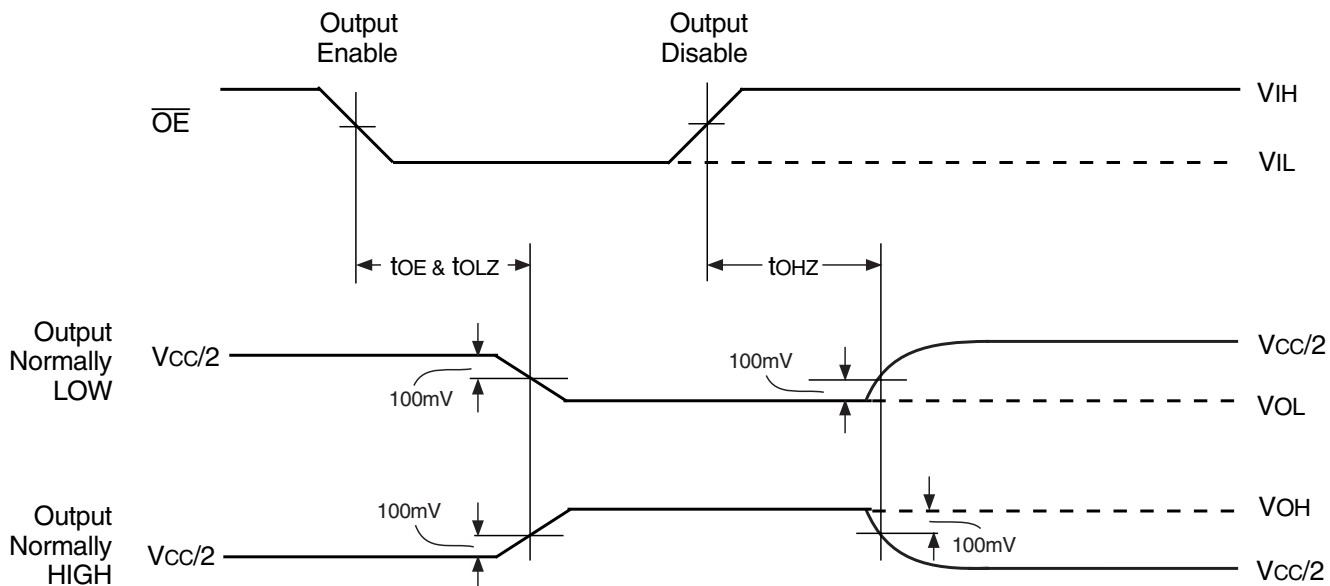 Output
Enable
Output
Disable
OE
VIH
VIL
tOE & tOLZ
tOHZ
Output
Normally
LOW
VCC/2
100mV
100mV
VCC/2
VOL
Output
Normally
HIGH
VCC/2
100mV
VOH
100mV
VCC/2